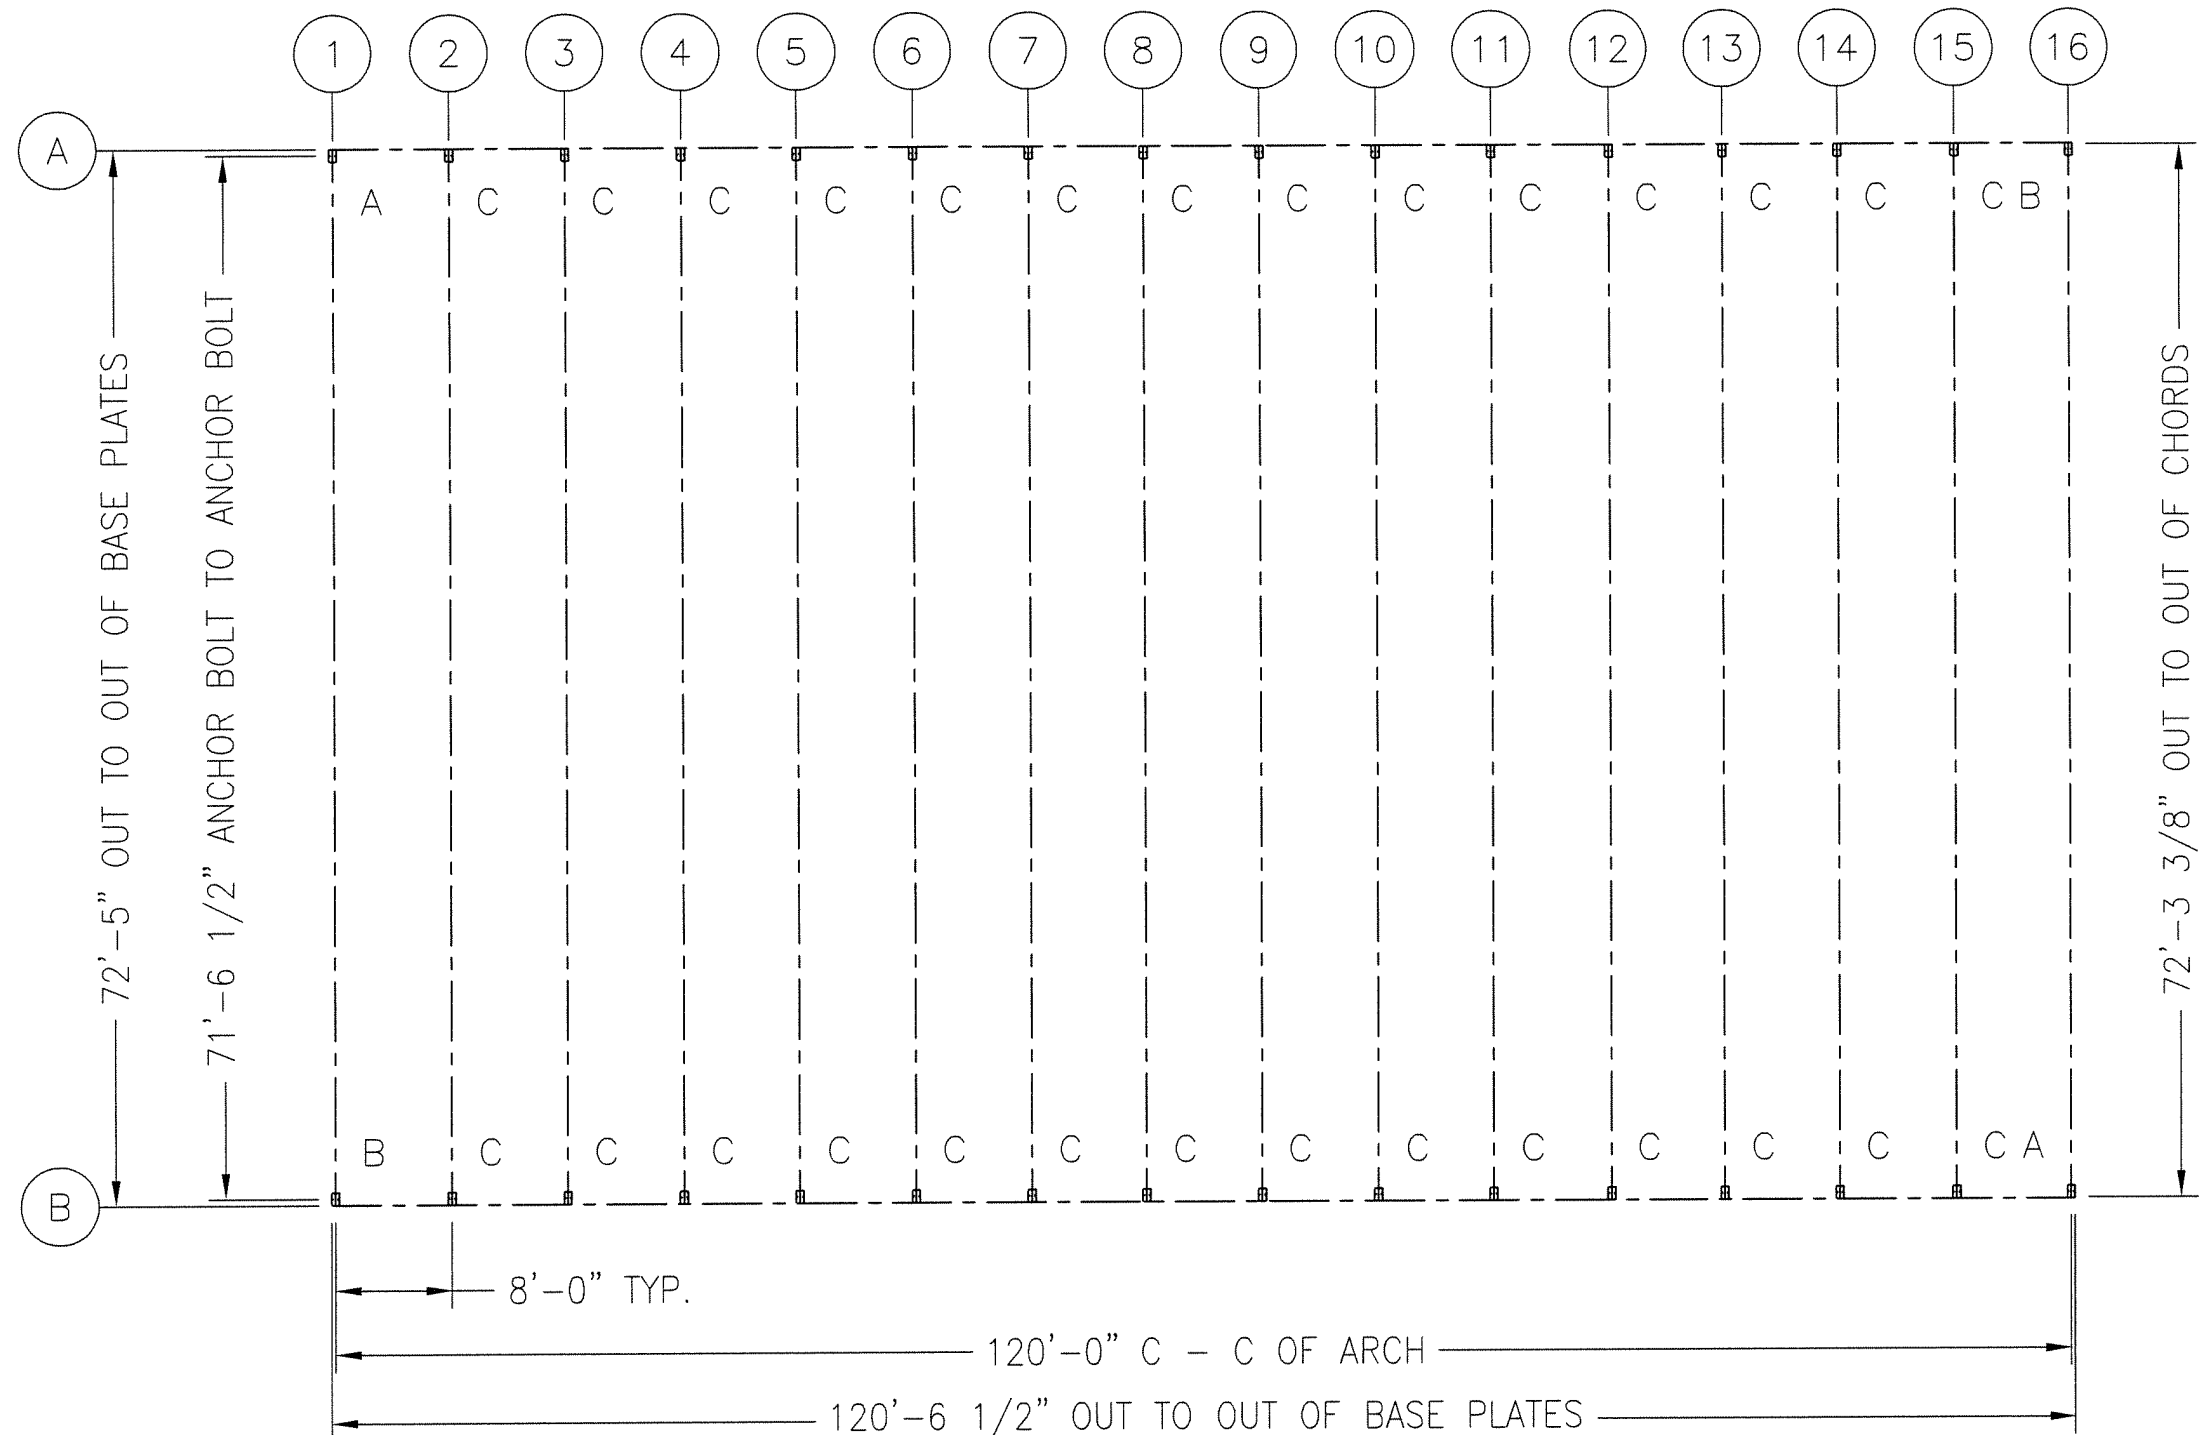 1 2 3 4 5 6 7 8 9 10 11 12 13 14 15 16
A
A C C C C C C C C C C C C C C B
72'-5" OUT TO OUT OF BASE PLATES
71'-6 1/2" ANCHOR BOLT TO ANCHOR BOLT
72'-3 3/8" OUT TO OUT OF CHORDS
B C C C C C C C C C C C C C C A
B
8'-0" TYP.
120'-0" C - C OF ARCH
120'-6 1/2" OUT TO OUT OF BASE PLATES